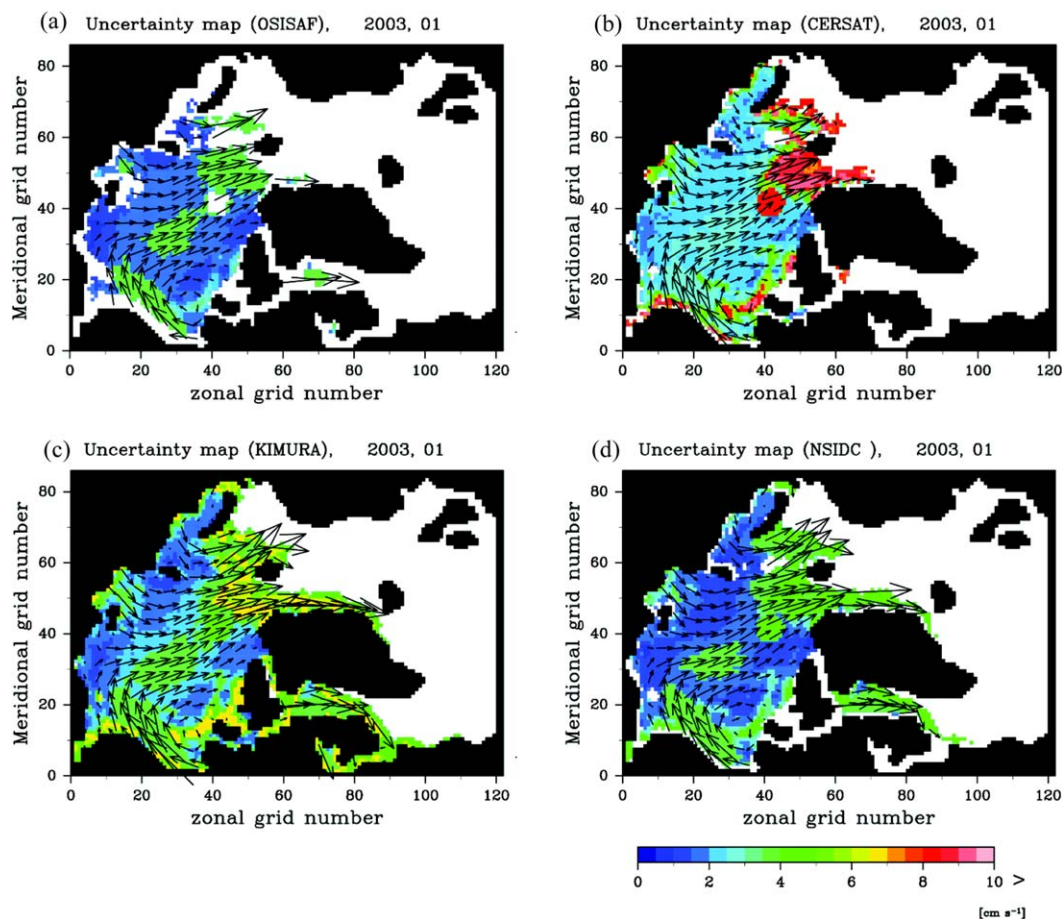 (a) Uncertainty map (OSISAF), 2003, 01
Meridional grid number
80
60
40
20
0
0 20 40 60 80 100 120
zonal grid number
(b) Uncertainty map (CERSAT), 2003, 01
Meridional grid number
80
60
40
20
0
0 20 40 60 80 100 120
zonal grid number
(c) Uncertainty map (KIMURA), 2003, 01
Meridional grid number
80
60
40
20
0
0 20 40 60 80 100 120
zonal grid number
(d) Uncertainty map (NSIDC ), 2003, 01
Meridional grid number
80
60
40
20
0
0 20 40 60 80 100 120
zonal grid number
0 2 4 6 8 10 >
[cm s⁻¹]